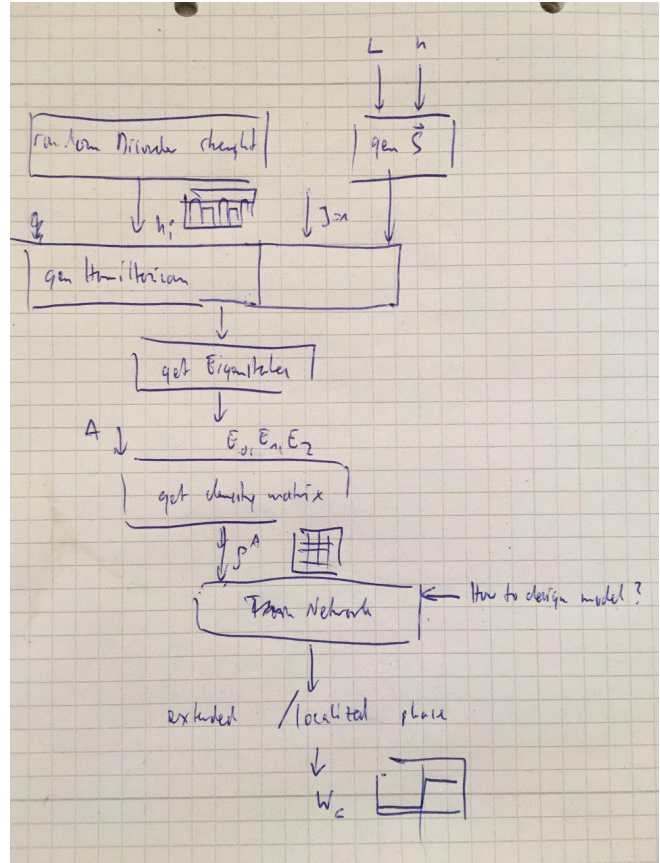 L n
random Disorder strenght
gen S⃗
h_i
J=1
gen Hamiltonian
get Eigenstates
A
E_0, E_1, E_2
get density matrix
ρ^A
Train Network
How to design model?
extended / localized phase
W_c